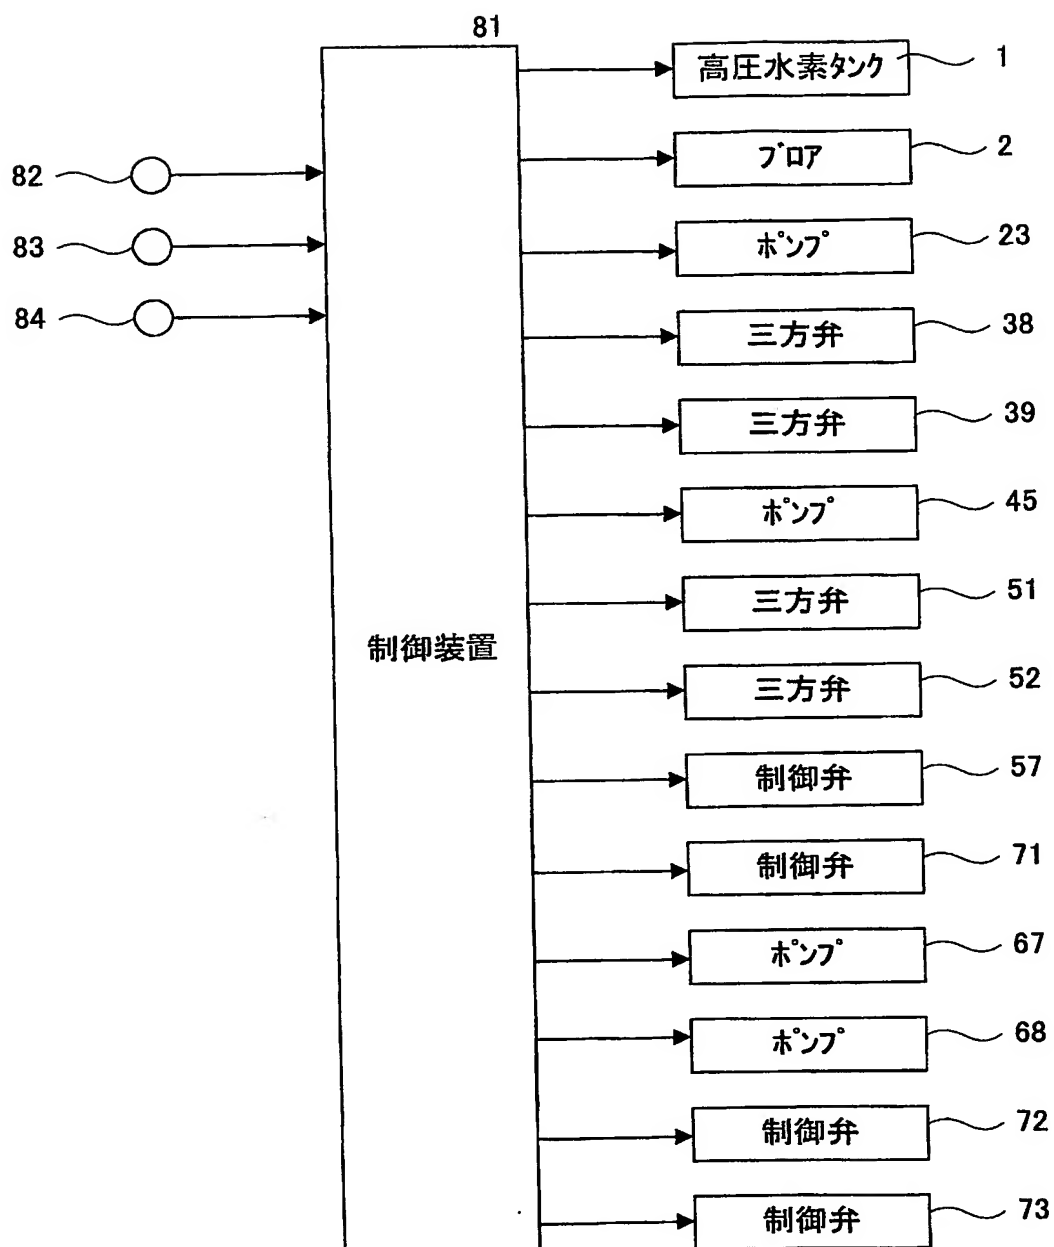 81
高圧水素タンク 1
ブロア 2
82
ポンプ 23
83
84
三方弁 38
三方弁 39
ポンプ 45
三方弁 51
制御装置
三方弁 52
制御弁 57
制御弁 71
ポンプ 67
ポンプ 68
制御弁 72
制御弁 73